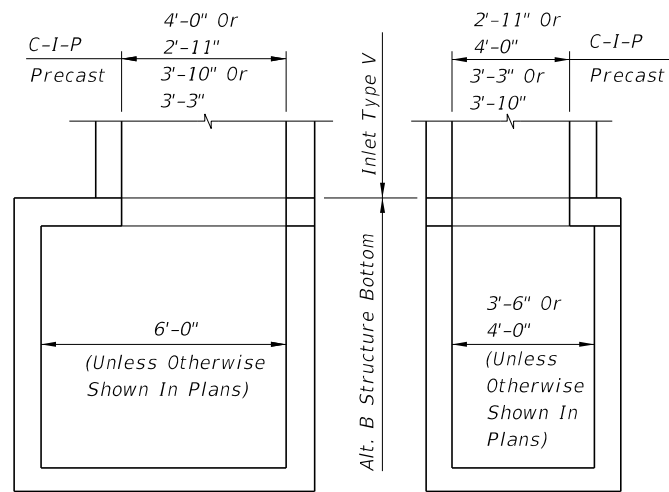 4'-0" Or
2'-11"
C-I-P
Precast
3'-10" Or
3'-3"
Inlet Type V
2'-11" Or
4'-0"
C-I-P
Precast
3'-3" Or
3'-10"
6'-0"
(Unless Otherwise
Shown In Plans)
Alt. B Structure Bottom
3'-6" Or
4'-0"
(Unless
Otherwise
Shown In
Plans)